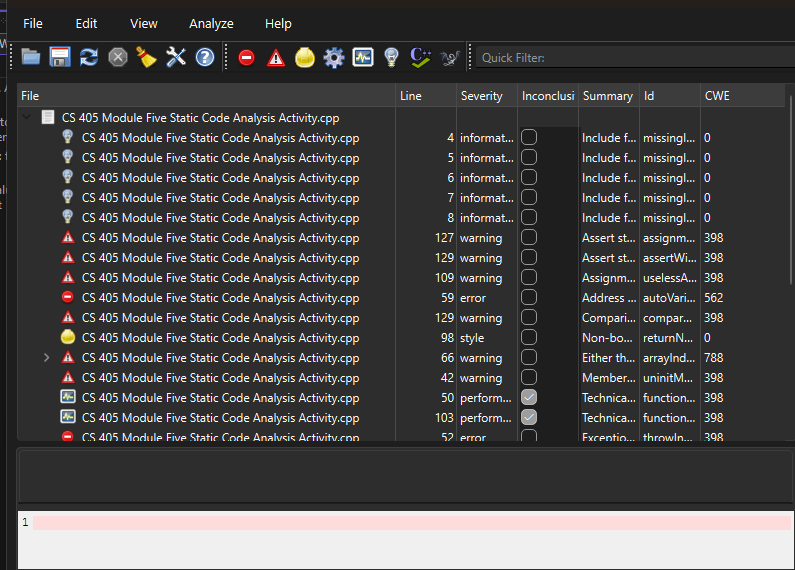 File Edit View Analyze Help
C++ Quick Filter:
File Line Severity Inconclusi Summary Id CWE
CS 405 Module Five Static Code Analysis Activity.cpp
CS 405 Module Five Static Code Analysis Activity.cpp 4 informat... Include f... missingI... 0
CS 405 Module Five Static Code Analysis Activity.cpp 5 informat... Include f... missingI... 0
CS 405 Module Five Static Code Analysis Activity.cpp 6 informat... Include f... missingI... 0
CS 405 Module Five Static Code Analysis Activity.cpp 7 informat... Include f... missingI... 0
CS 405 Module Five Static Code Analysis Activity.cpp 8 informat... Include f... missingI... 0
CS 405 Module Five Static Code Analysis Activity.cpp 127 warning Assert st... assignm... 398
CS 405 Module Five Static Code Analysis Activity.cpp 129 warning Assert st... assertWi... 398
CS 405 Module Five Static Code Analysis Activity.cpp 109 warning Assignm... uselessA... 398
CS 405 Module Five Static Code Analysis Activity.cpp 59 error Address ... autoVari... 562
CS 405 Module Five Static Code Analysis Activity.cpp 129 warning Compari... compar... 398
CS 405 Module Five Static Code Analysis Activity.cpp 98 style Non-bo... returnN... 0
CS 405 Module Five Static Code Analysis Activity.cpp 66 warning Either th... arrayInd... 788
CS 405 Module Five Static Code Analysis Activity.cpp 42 warning Member... uninitM... 398
CS 405 Module Five Static Code Analysis Activity.cpp 50 perform... Technica... function... 398
CS 405 Module Five Static Code Analysis Activity.cpp 103 perform... Technica... function... 398
CS 405 Module Five Static Code Analysis Activity.cpp 52 error Exceptio... throwIn... 398
1